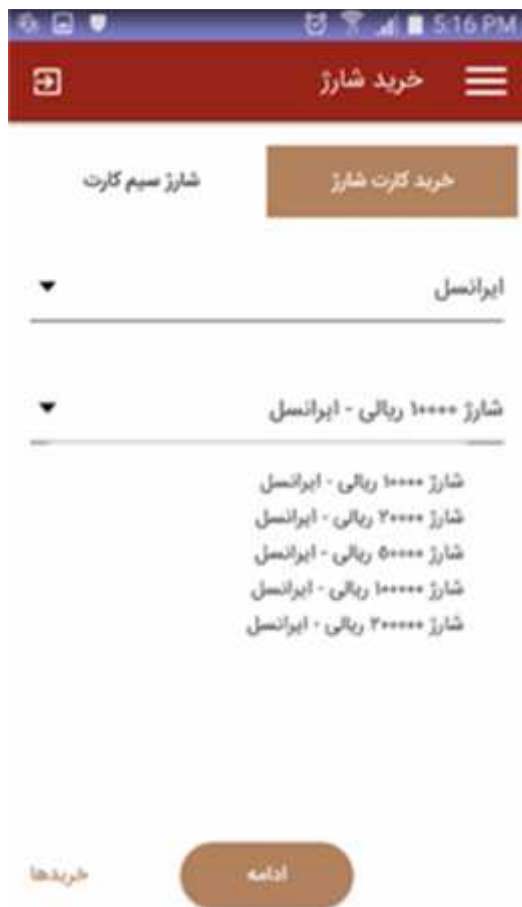 5:16 PM
خرید شارژ
خرید کارت شارژ
شارژ سیم کارت
ایرانسل
شارژ ۱۰۰۰۰ ریالی - ایرانسل
شارژ ۱۰۰۰۰ ریالی - ایرانسل
شارژ ۲۰۰۰۰ ریالی - ایرانسل
شارژ ۵۰۰۰۰ ریالی - ایرانسل
شارژ ۱۰۰۰۰۰ ریالی - ایرانسل
شارژ ۲۰۰۰۰۰ ریالی - ایرانسل
ادامه
خریدها